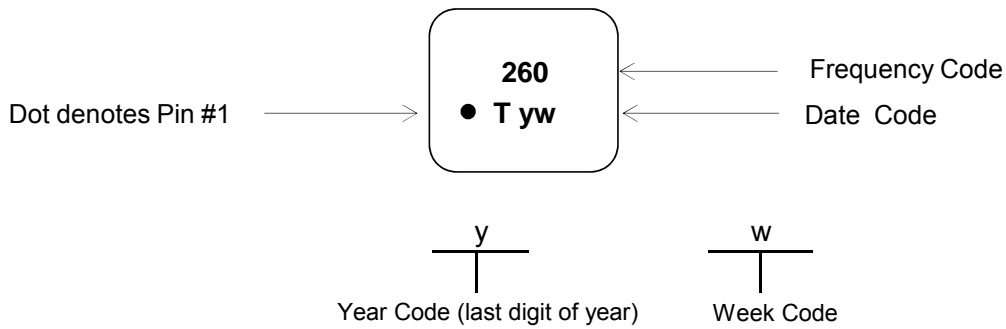 260
Frequency Code
Dot denotes Pin #1
● T yw
Date Code
y
w
Year Code (last digit of year)
Week Code